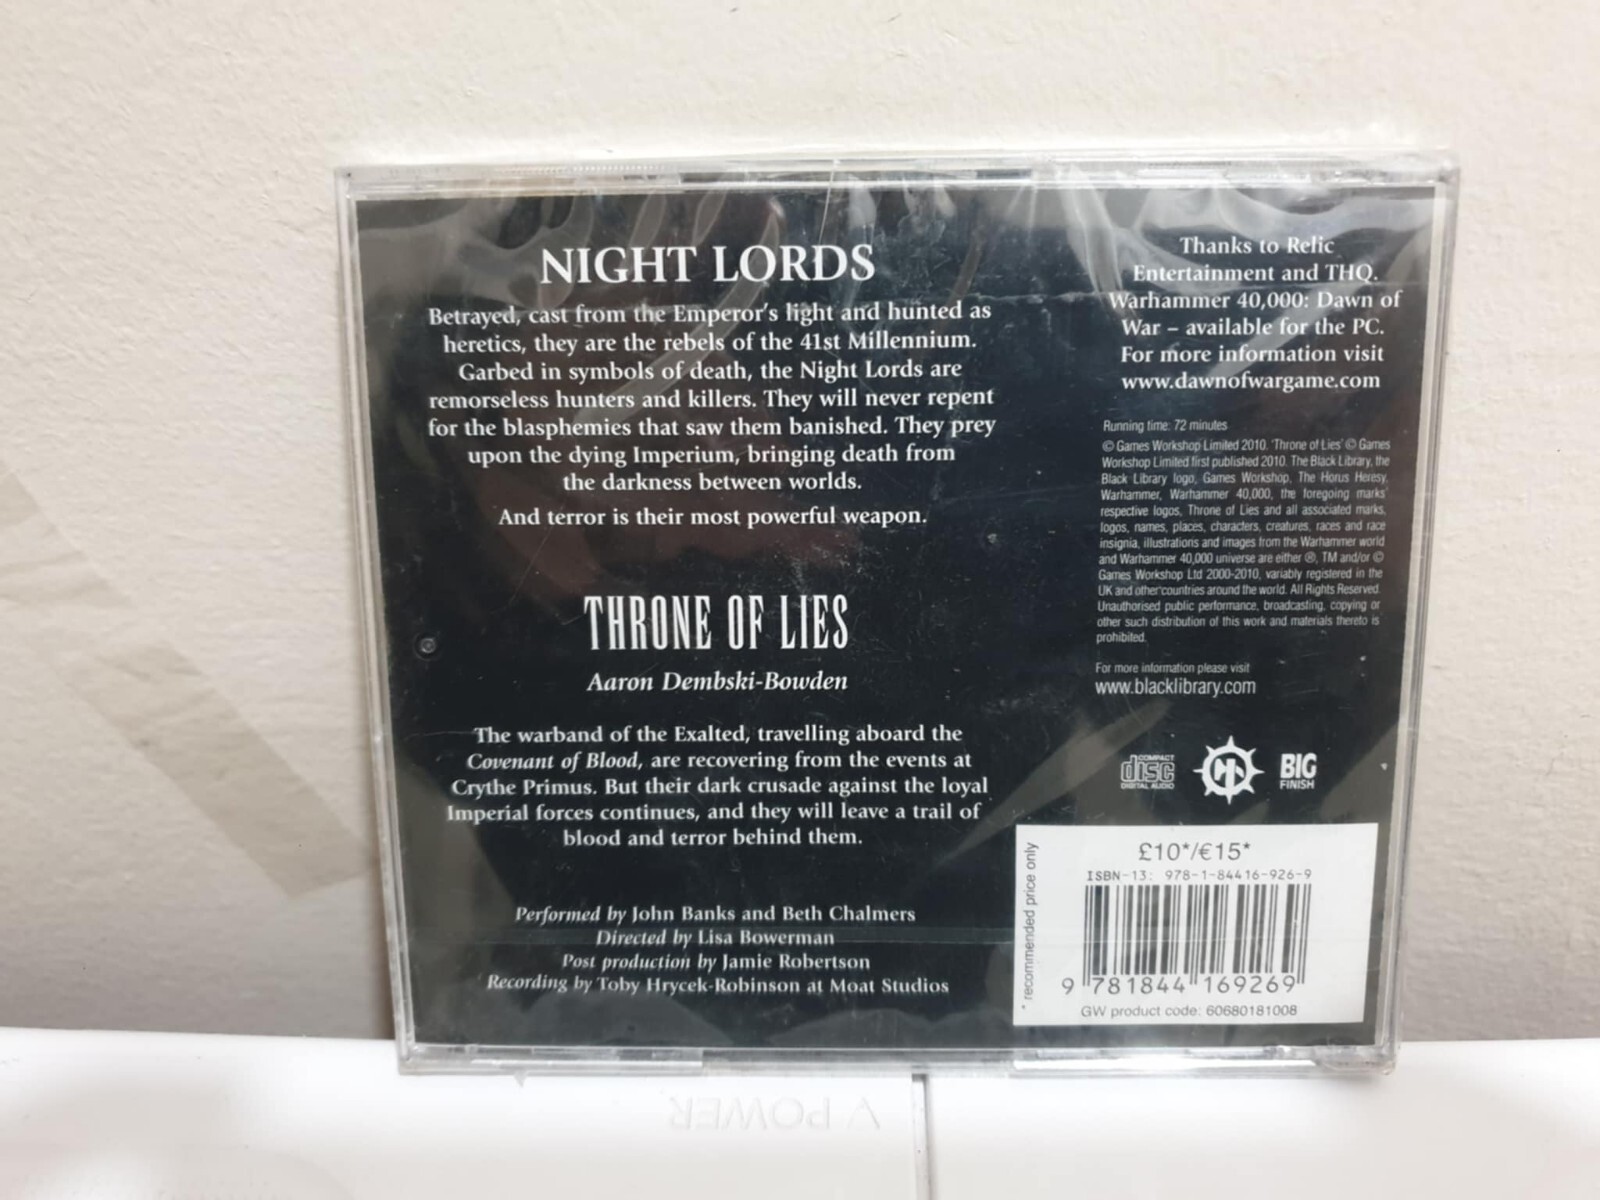 NIGHT LORDS
Betrayed, cast from the Emperor's light and hunted as
heretics, they are the rebels of the 41st Millennium.
Garbed in symbols of death, the Night Lords are
remorseless hunters and killers. They will never repent
for the blasphemies that saw them banished. They prey
upon the dying Imperium, bringing death from
the darkness between worlds.
And terror is their most powerful weapon.
THRONE OF LIES
Aaron Dembski-Bowden
The warband of the Exalted, travelling aboard the
Covenant of Blood, are recovering from the events at
Crythe Primus. But their dark crusade against the loyal
Imperial forces continues, and they will leave a trail of
blood and terror behind them.
Performed by John Banks and Beth Chalmers
Directed by Lisa Bowerman
Post production by Jamie Robertson
Recording by Toby Hrycek-Robinson at Moat Studios
Thanks to Relic
Entertainment and THQ.
Warhammer 40,000: Dawn of
War – available for the PC.
For more information visit
www.dawnofwargame.com
Running time: 72 minutes
© Games Workshop Limited 2010. 'Throne of Lies' © Games
Workshop Limited first published 2010. The Black Library, the
Black Library logo, Games Workshop, The Horus Heresy,
Warhammer, Warhammer 40,000, the foregoing marks'
respective logos, Throne of Lies and all associated marks,
logos, names, places, characters, creatures, races and race
insignia, illustrations and images from the Warhammer world
and Warhammer 40,000 universe are either ®, TM and/or ©
Games Workshop Ltd 2000-2010, variably registered in the
UK and other countries around the world. All Rights Reserved.
Unauthorised public performance, broadcasting, copying or
other such distribution of this work and materials thereto is
prohibited.
For more information please visit
www.blacklibrary.com
COMPACT
disc
DIGITAL AUDIO
BIG
FINISH
* recommended price only
£10*/€15*
ISBN-13: 978-1-84416-926-9
9 781844 169269
GW product code: 60680181008
POWER